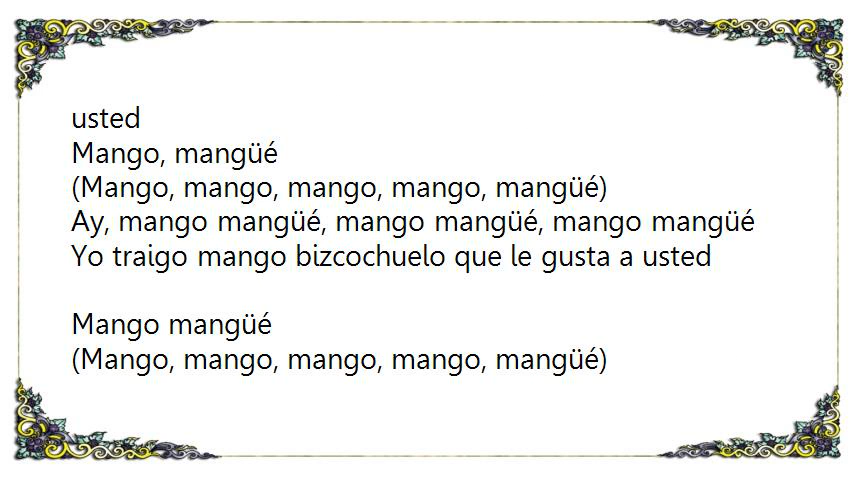 usted
Mango, mangüé
(Mango, mango, mango, mango, mangüé)
Ay, mango mangüé, mango mangüé, mango mangüé
Yo traigo mango bizcochuelo que le gusta a usted
Mango mangüé
(Mango, mango, mango, mango, mangüé)